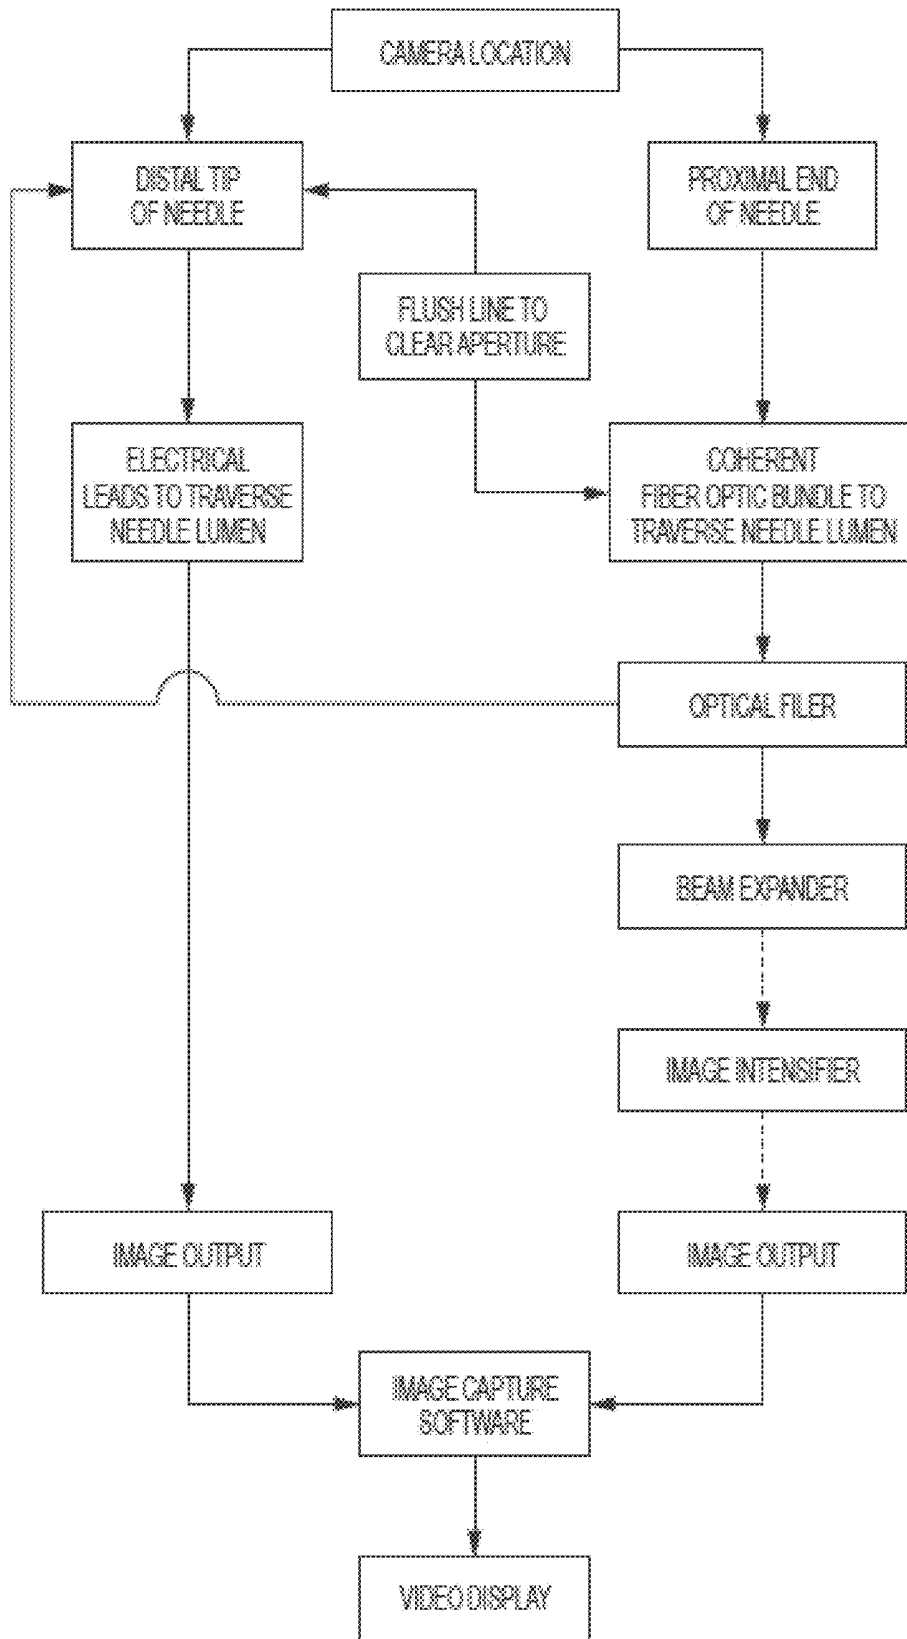 CAMERA LOCATION
DISTAL TIP
OF NEEDLE
PROXIMAL END
OF NEEDLE
FLUSH LINE TO
CLEAR APERTURE
ELECTRICAL
LEADS TO TRAVERSE
NEEDLE LUMEN
COHERENT
FIBER OPTIC BUNDLE TO
TRAVERSE NEEDLE LUMEN
OPTICAL FILER
BEAM EXPANDER
IMAGE INTENSIFIER
IMAGE OUTPUT
IMAGE OUTPUT
IMAGE CAPTURE
SOFTWARE
VIDEO DISPLAY